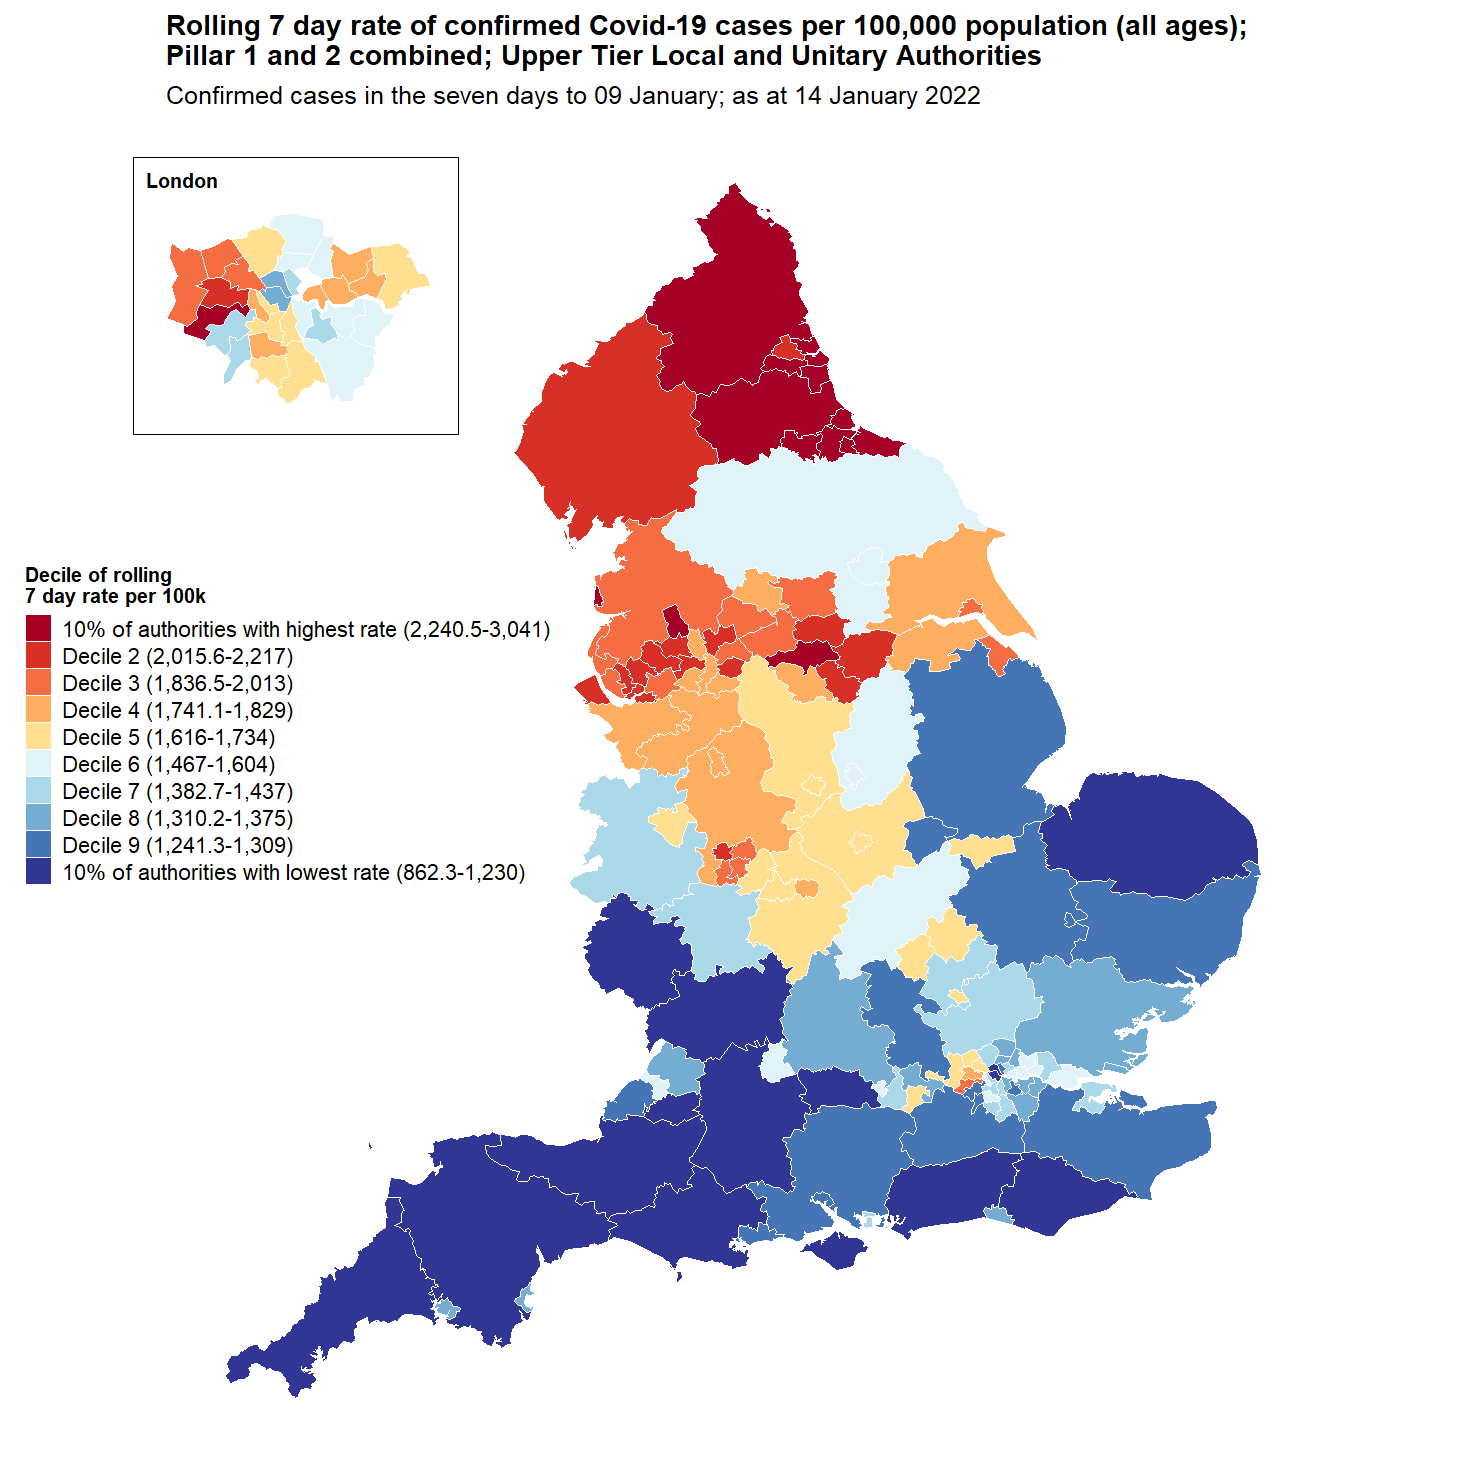 Rolling 7 day rate of confirmed Covid-19 cases per 100,000 population (all ages);
Pillar 1 and 2 combined; Upper Tier Local and Unitary Authorities
Confirmed cases in the seven days to 09 January; as at 14 January 2022
London
Decile of rolling
7 day rate per 100k
10% of authorities with highest rate (2,240.5-3,041)
Decile 2 (2,015.6-2,217)
Decile 3 (1,836.5-2,013)
Decile 4 (1,741.1-1,829)
Decile 5 (1,616-1,734)
Decile 6 (1,467-1,604)
Decile 7 (1,382.7-1,437)
Decile 8 (1,310.2-1,375)
Decile 9 (1,241.3-1,309)
10% of authorities with lowest rate (862.3-1,230)